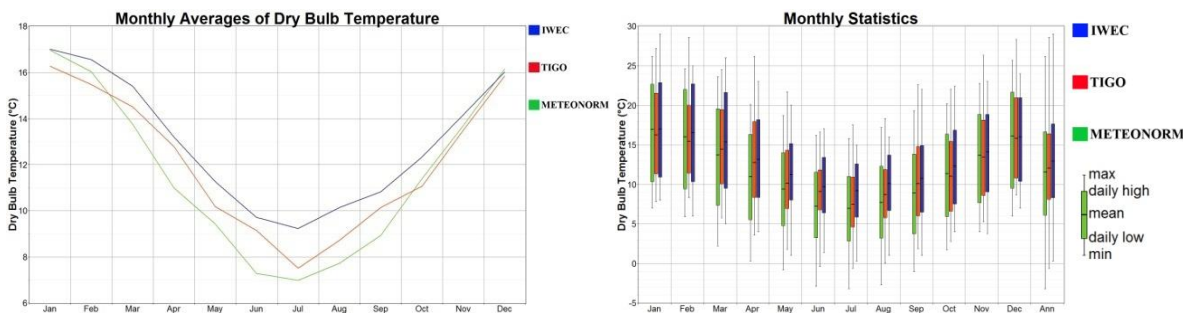 Monthly Averages of Dry Bulb Temperature
18
16
14
12
10
8
6
Dry Bulb Temperature (°C)
Jan Feb Mar Apr May Jun Jul Aug Sep Oct Nov Dec
IWEC
TIGO
METEONORM
Monthly Statistics
30
25
20
15
10
5
0
-5
Dry Bulb Temperature (°C)
Jan Feb Mar Apr May Jun Jul Aug Sep Oct Nov Dec Ann
IWEC
TIGO
METEONORM
max
daily high
mean
daily low
min